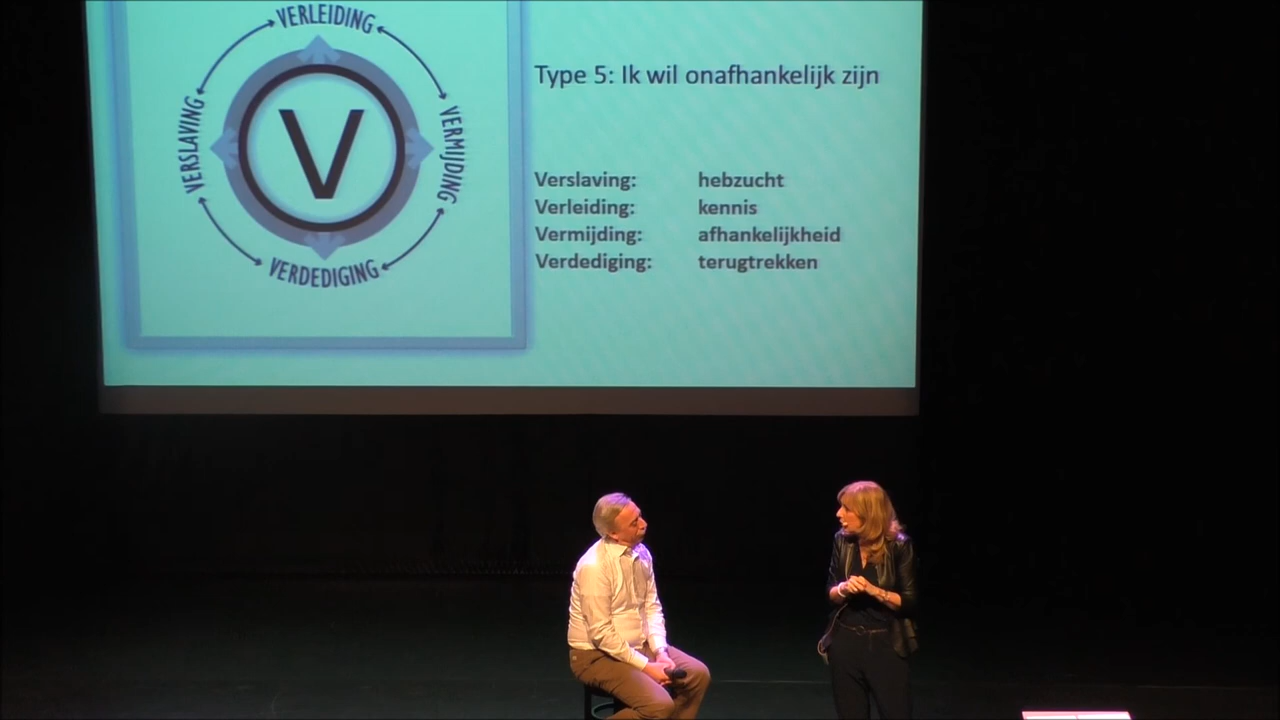 VERLEIDING
VERSLAVING
VERMIJDING
V
VERDEDIGING
Type 5: Ik wil onafhankelijk zijn
Verslaving: hebzucht
Verleiding: kennis
Vermijding: afhankelijkheid
Verdediging: terugtrekken